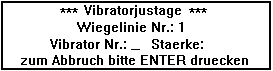 *** Vibratorjustage ***
Wiegelinie Nr.: 1
Vibrator Nr.: _ Staerke:
zum Abbruch bitte ENTER druecken